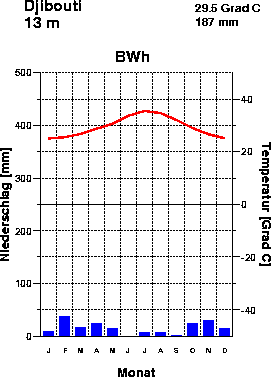 Djibouti
13 m
29.5 Grad C
187 mm
BWh
500
400
300
200
100
0
40
20
0
-20
-40
Niederschlag [mm]
Temperatur [Grad C]
J F M A M J J A S O N D
Monat